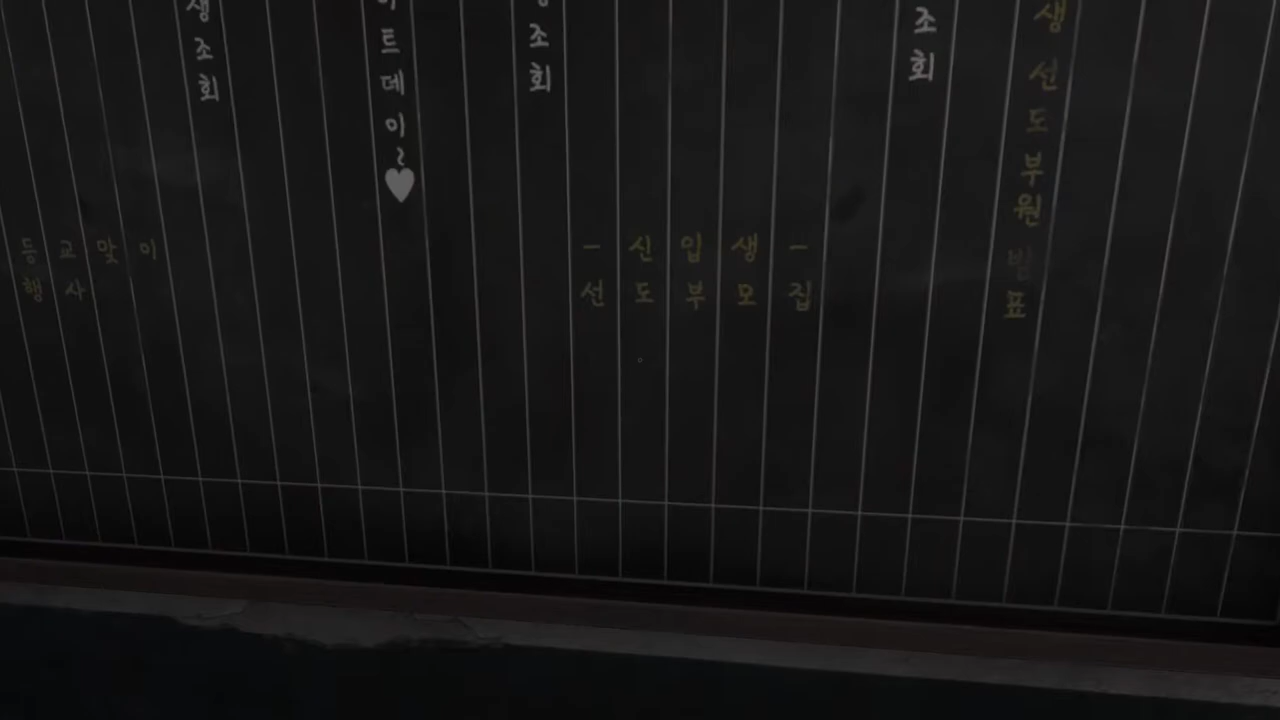 생조회
트데이~♥
조회
조회
생선도부원발표
등교맞이
행사
-신입생-
선도부모집